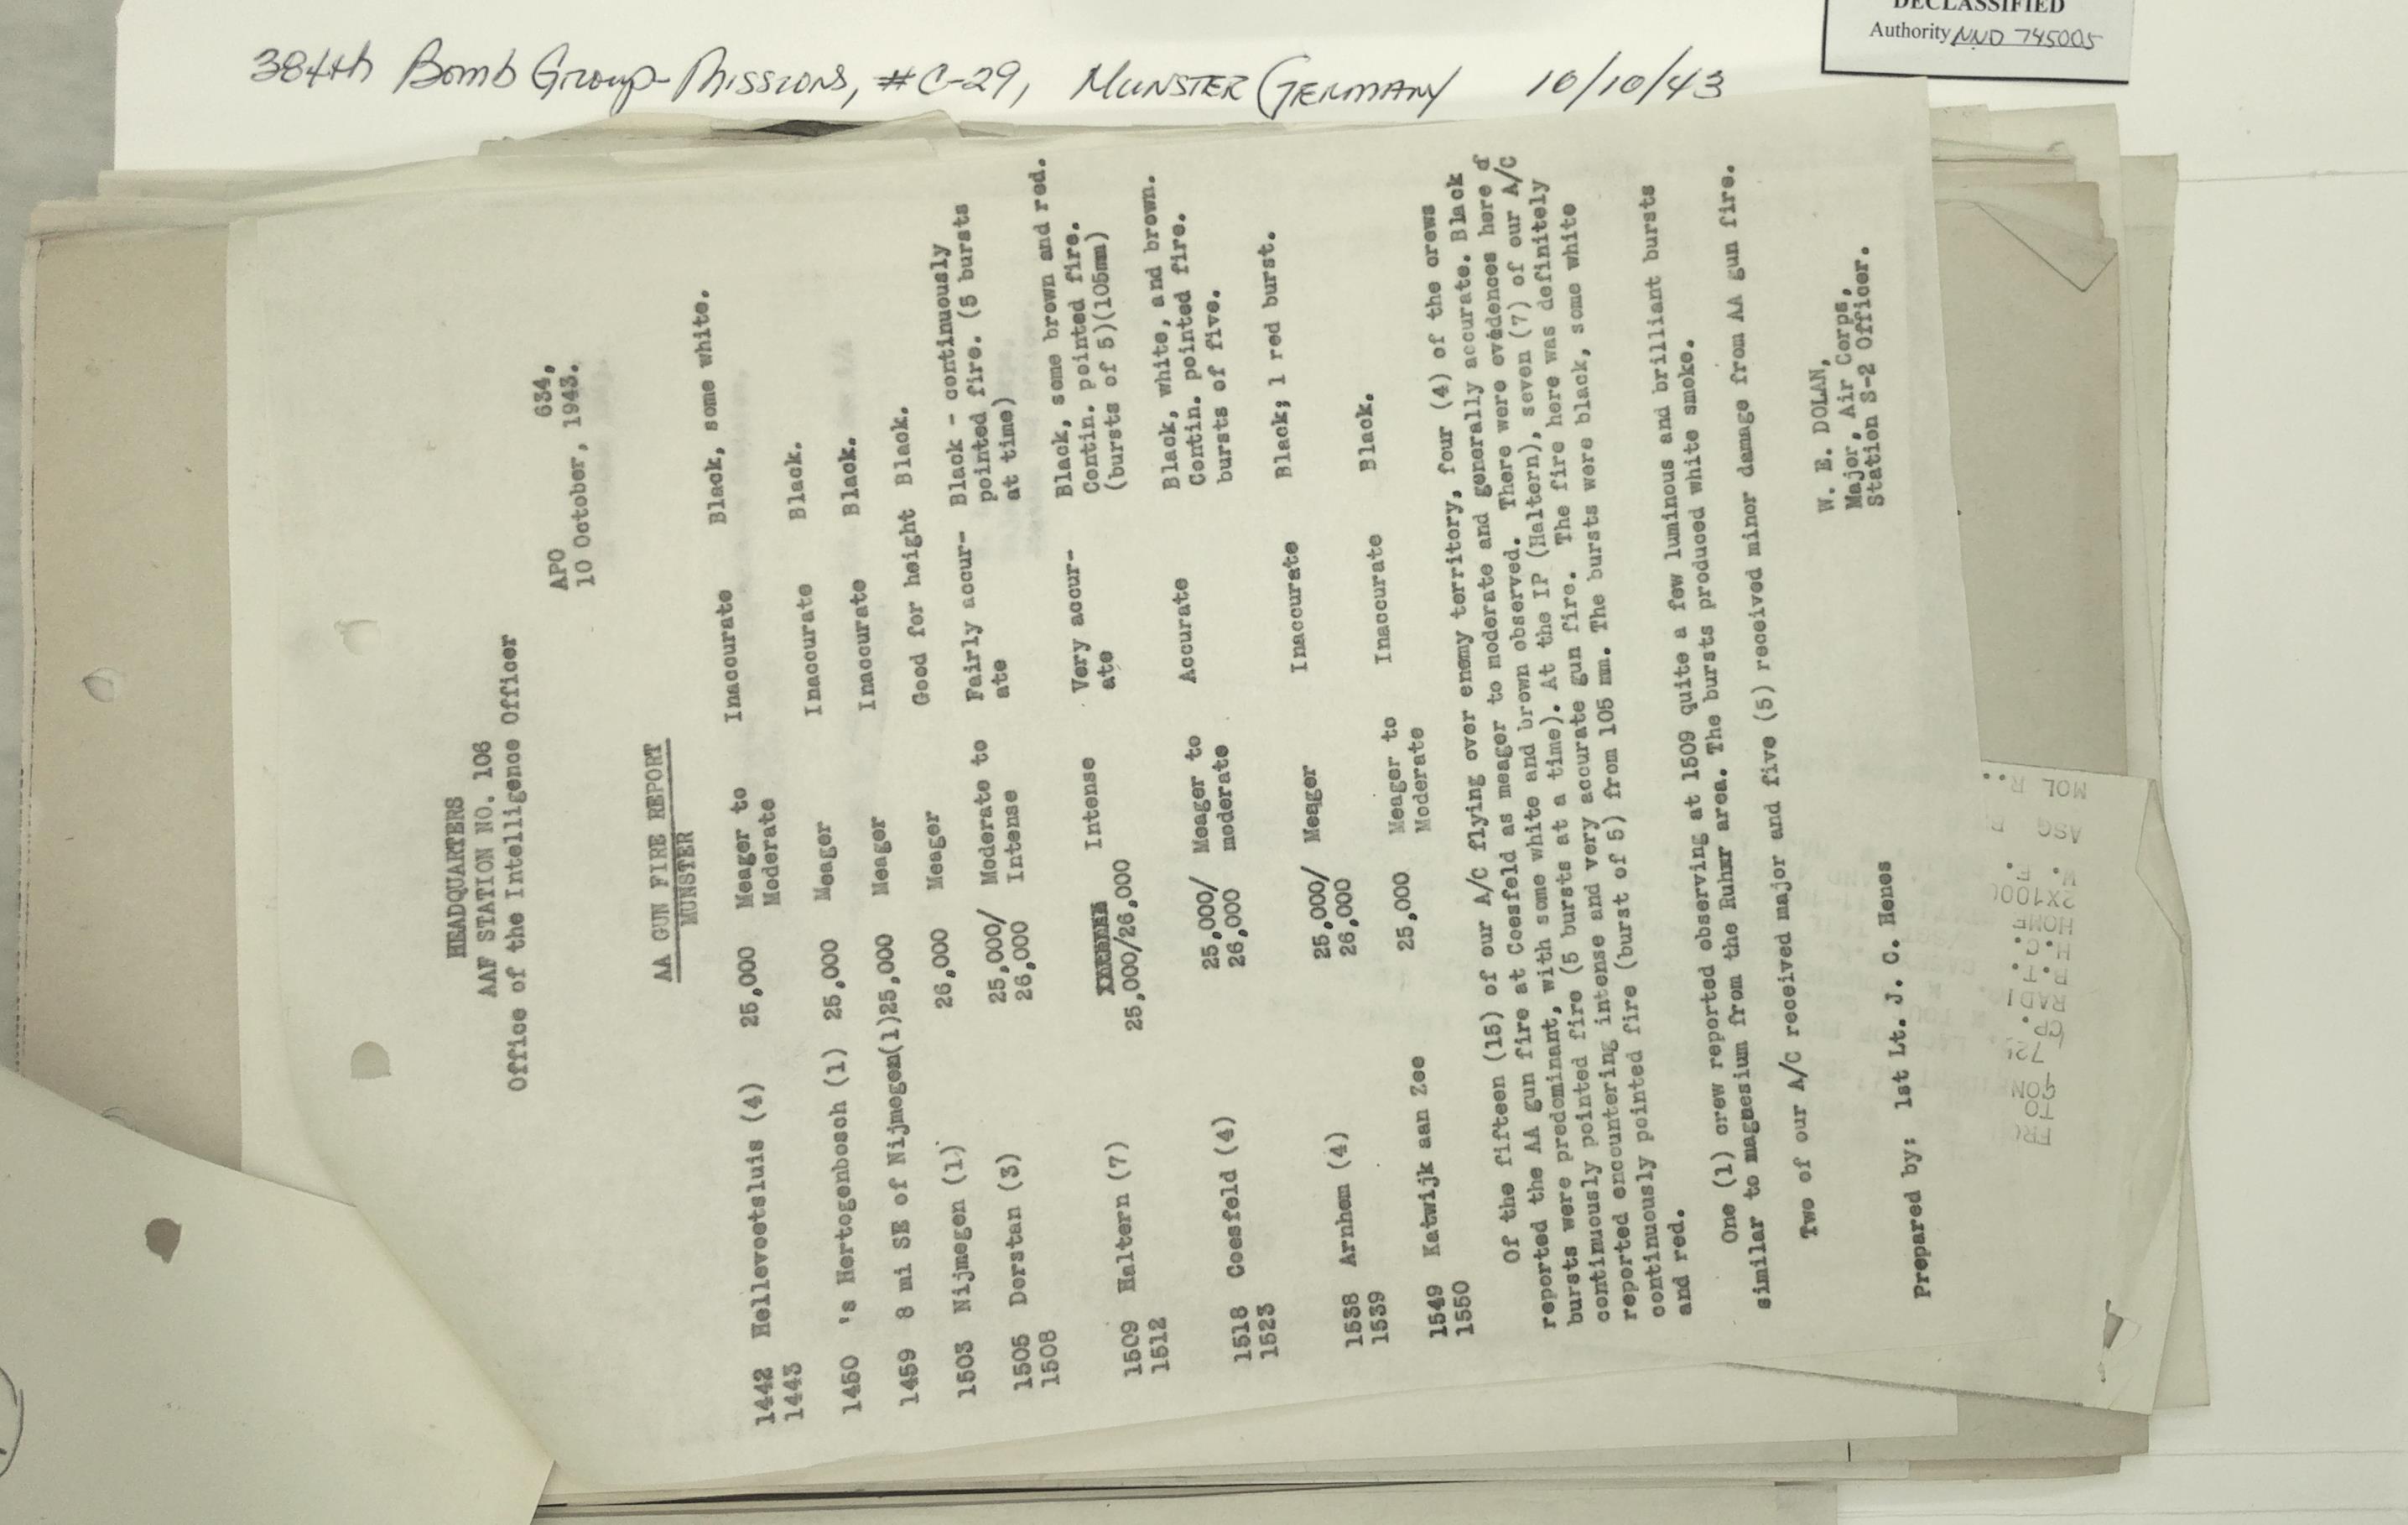 DECLASSIFIED
Authority NND 745005
384th Bomb Group-Missions, #C-29, Munster Germany 10/10/43
HEADQUARTERS
AAF STATION NO. 106
Office of the Intelligence Officer
APO 634,
10 October, 1943.
AA GUN FIRE REPORT
MUNSTER
1442 Hellevoetsluis (4) 25,000 Meager to Inaccurate Black, some white.
1443 Moderate
1450 's Hertogenbosch (1) 25,000 Meager Inaccurate Black.
1459 8 mi SE of Nijmegen(1)25,000 Meager Inaccurate Black.
1503 Nijmegen (1) 26,000 Meager Good for height Black.
1505 Dorstan (3) 25,000/ Moderate to Fairly accur- Black - continuously
1508 26,000 Intense ate pointed fire. (5 bursts
at time)
1509 Haltern (7) 25,000/26,000 Intense Very accur- Black, some brown and red.
1512 ate Contin. pointed fire.
(bursts of 5)(105mm)
1518 Coesfeld (4) 25,000/ Meager to Accurate Black, white, and brown.
1523 26,000 moderate Contin. pointed fire.
bursts of five.
1538 Arnhem (4) 25,000/ Meager Inaccurate Black; 1 red burst.
1539 26,000
1549 Katwijk aan Zee 25,000 Meager to Inaccurate Black.
1550 Moderate
Of the fifteen (15) of our A/C flying over enemy territory, four (4) of the crews
reported the AA gun fire at Coesfeld as meager to moderate and generally accurate. Black
bursts were predominant, with some white and brown observed. There were evédences here of
continuously pointed fire (5 bursts at a time). At the IP (Haltern), seven (7) of our A/C
reported encountering intense and very accurate gun fire. The fire here was definitely
continuously pointed fire (burst of 5) from 105 mm. The bursts were black, some white
and red.
One (1) crew reported observing at 1509 quite a few luminous and brilliant bursts
similar to magnesium from the Ruhmr area. The bursts produced white smoke.
Two of our A/C received major and five (5) received minor damage from AA gun fire.
W. E. DOLAN,
Major, Air Corps,
Station S-2 Officer.
Prepared by: 1st Lt. J. C. Henes